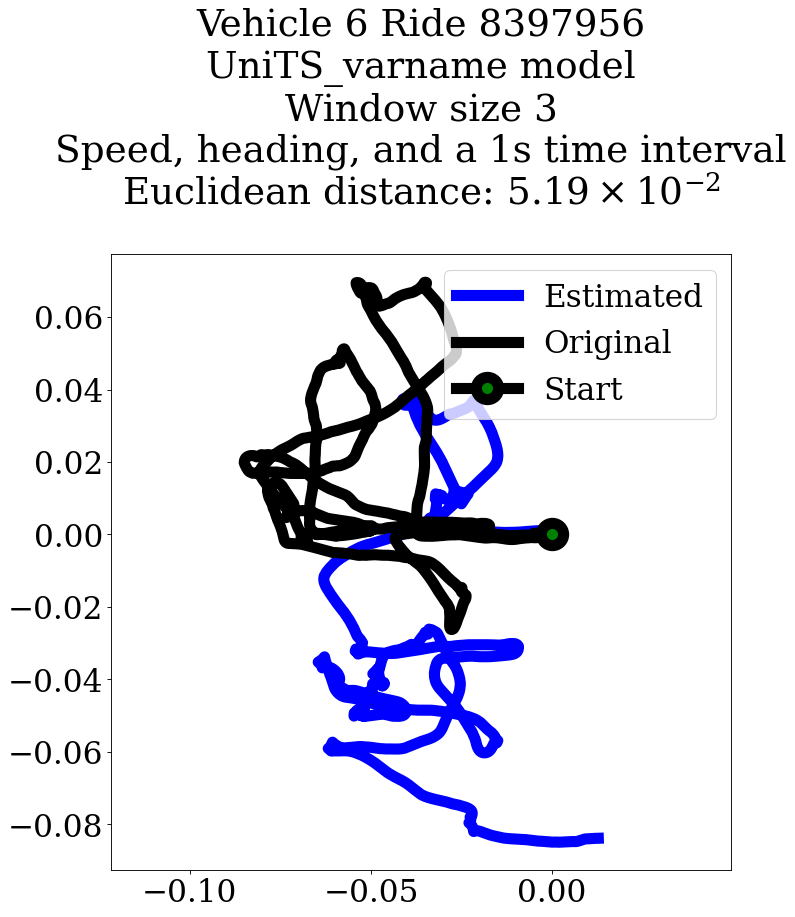 Vehicle 6 Ride 8397956
UniTS_varname model
Window size 3
Speed, heading, and a 1s time interval
Euclidean distance: 5.19 × 10⁻²
Estimated
Original
Start
0.06
0.04
0.02
0.00
−0.02
−0.04
−0.06
−0.08
−0.10
−0.05
0.00